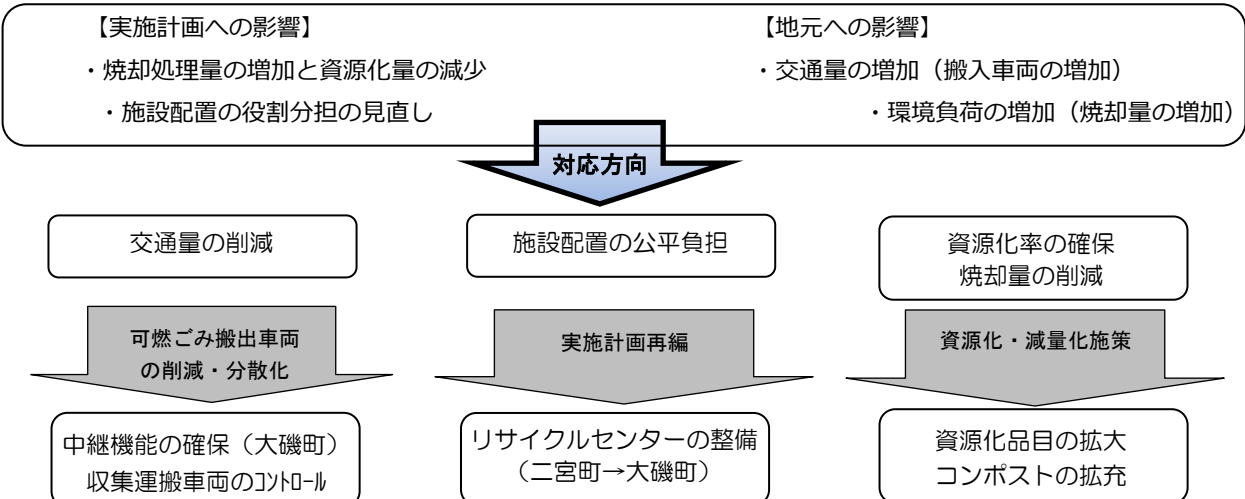 【実施計画への影響】
・焼却処理量の増加と資源化量の減少
・施設配置の役割分担の見直し
【地元への影響】
・交通量の増加（搬入車両の増加）
・環境負荷の増加（焼却量の増加）
対応方向
交通量の削減
施設配置の公平負担
資源化率の確保
焼却量の削減
可燃ごみ搬出車両
の削減・分散化
実施計画再編
資源化・減量化施策
中継機能の確保（大磯町）
収集運搬車両のｺﾝﾄﾛｰﾙ
リサイクルセンターの整備
（二宮町→大磯町）
資源化品目の拡大
コンポストの拡充